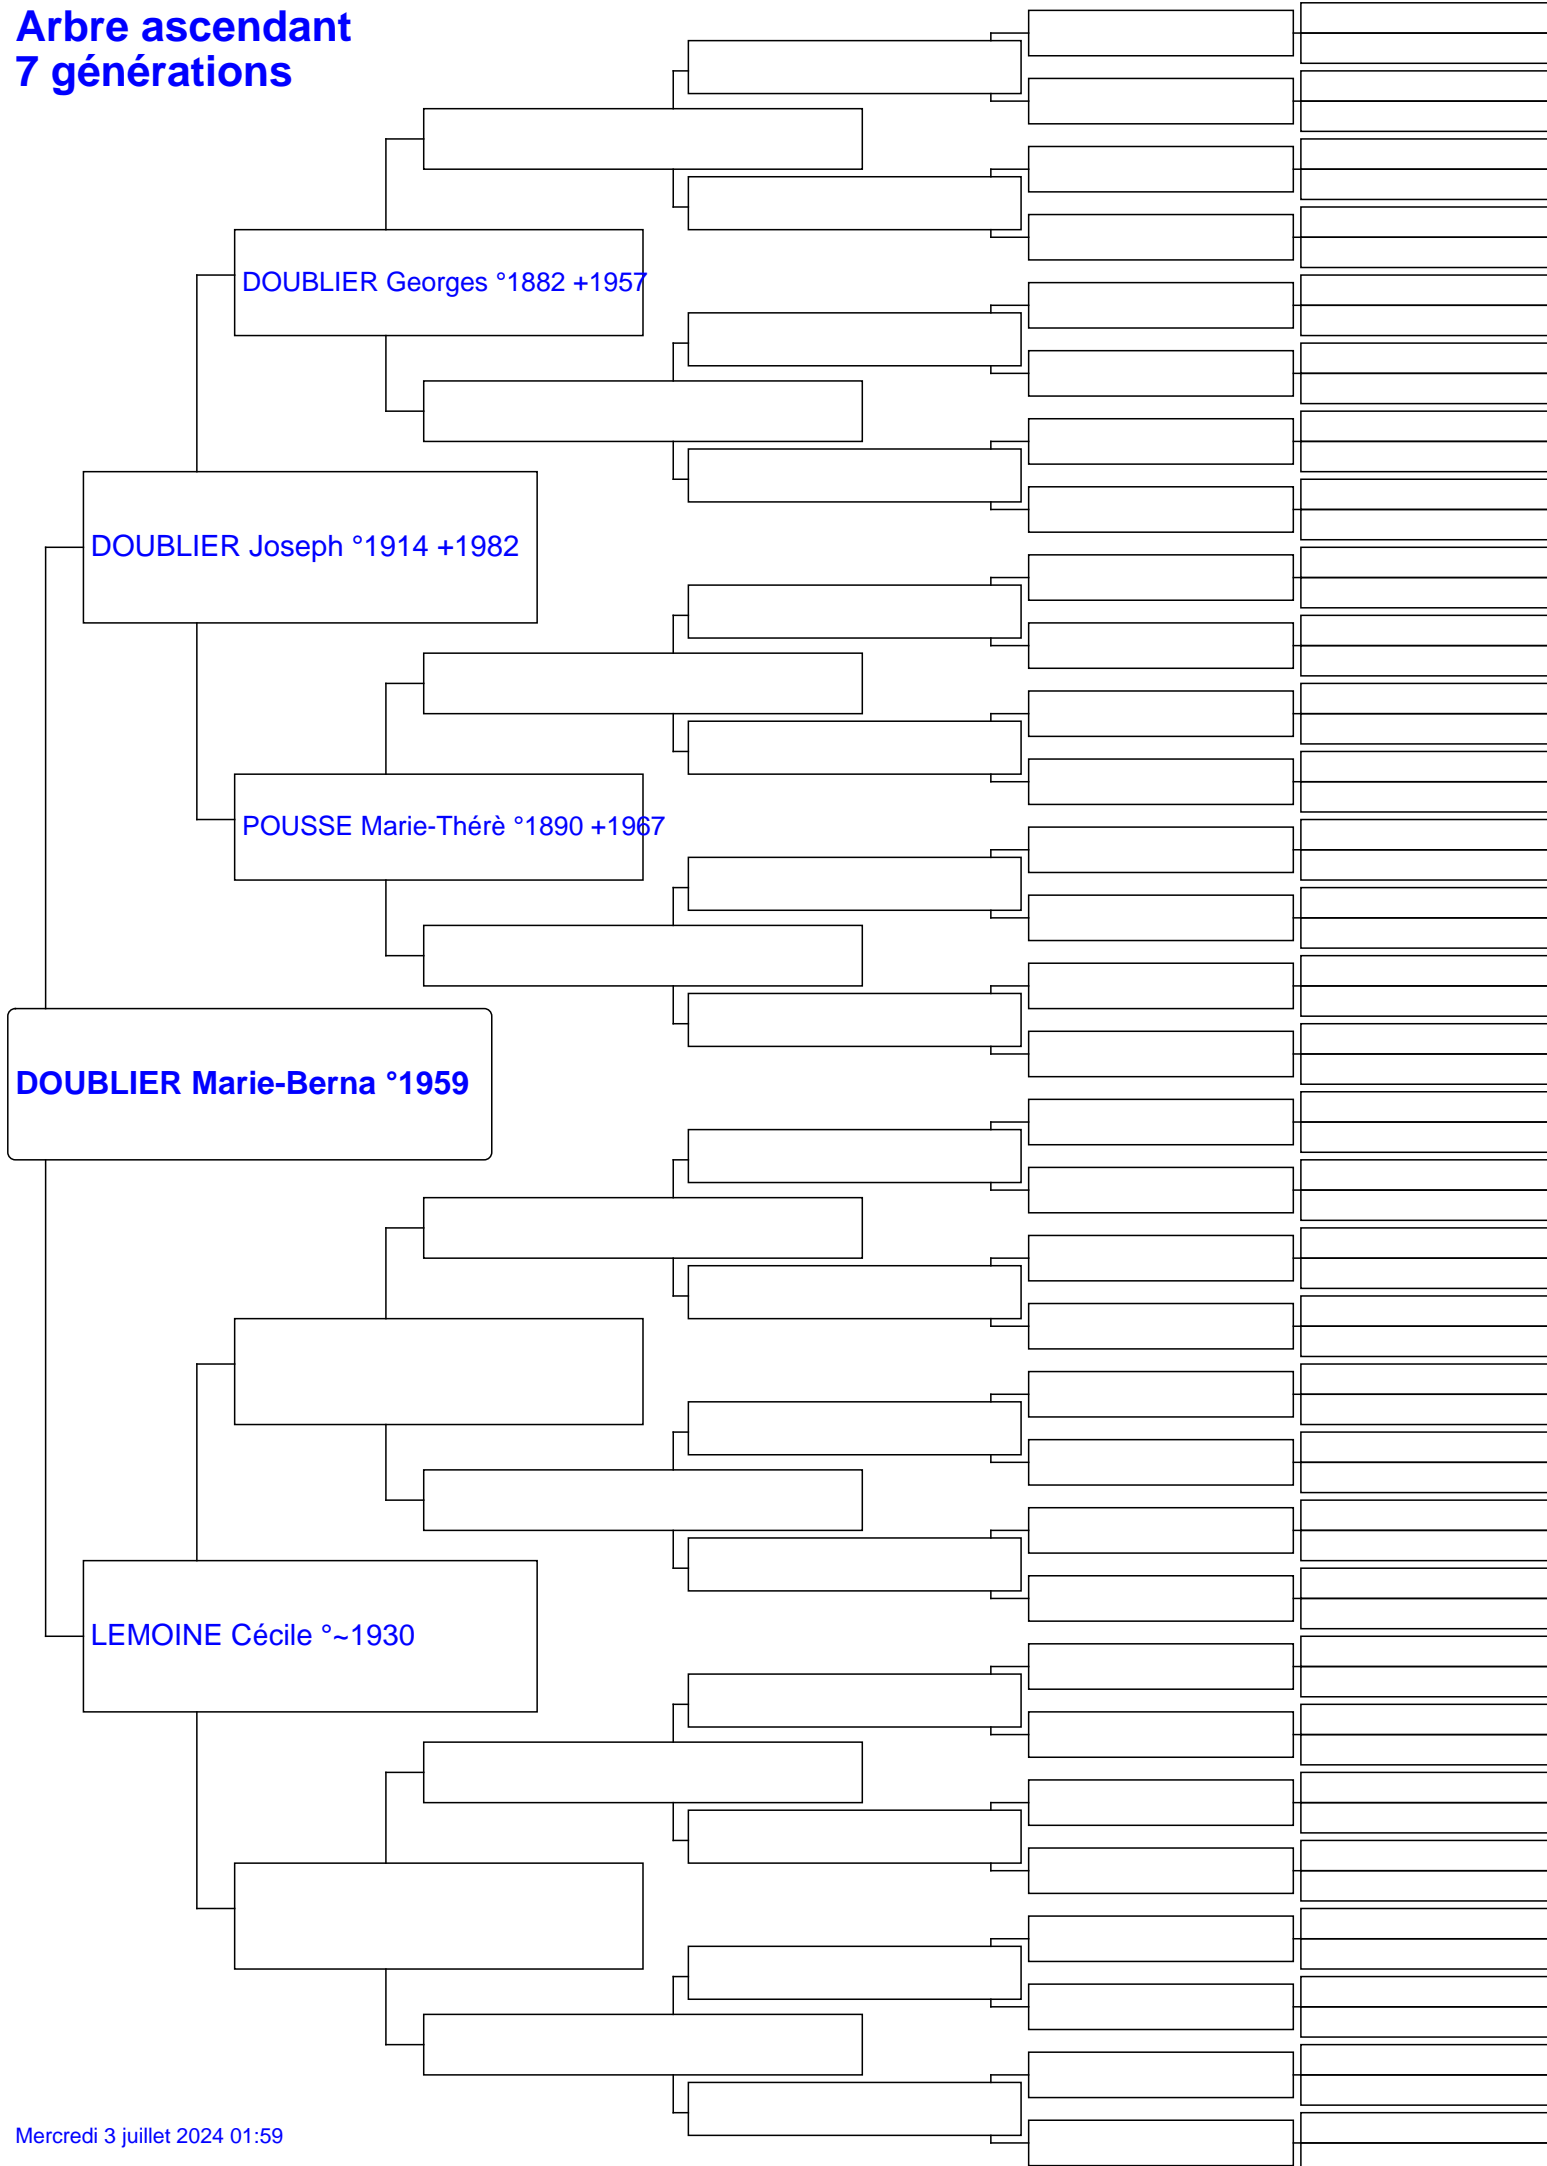 Arbre ascendant
7 générations
DOUBLIER Georges °1882 +1957
DOUBLIER Joseph °1914 +1982
POUSSE Marie-Thérè °1890 +1967
DOUBLIER Marie-Berna °1959
LEMOINE Cécile °~1930
Mercredi 3 juillet 2024 01:59